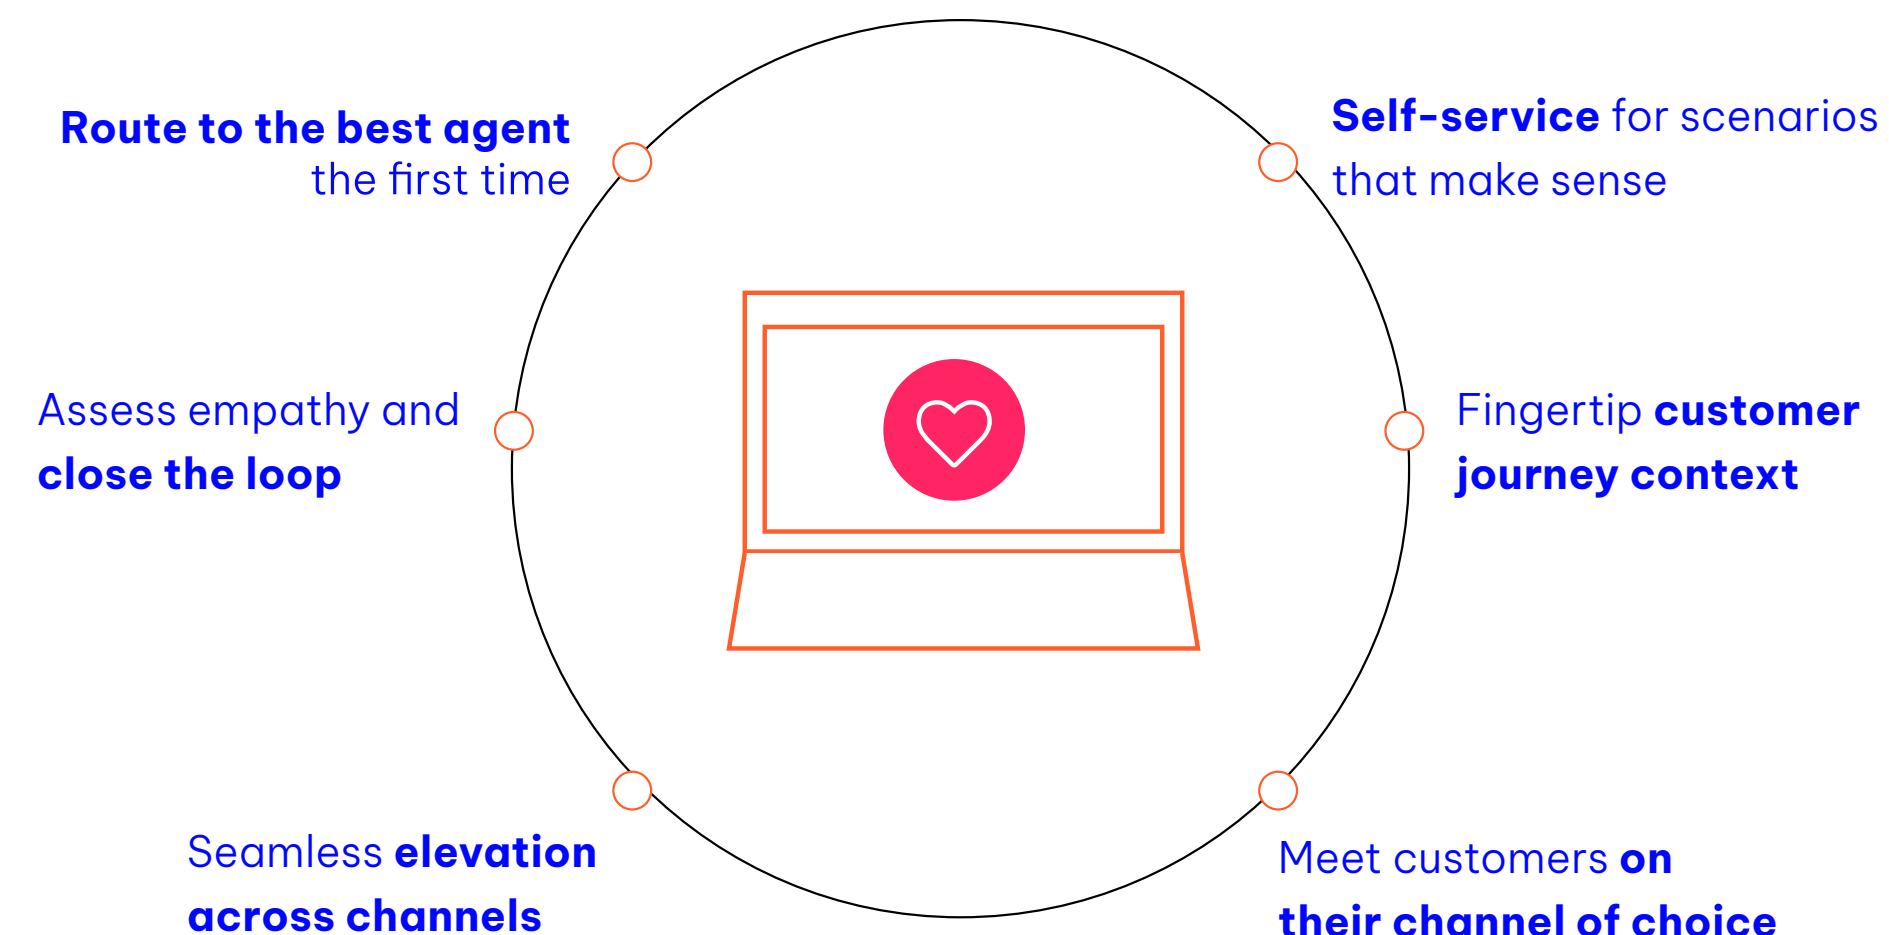 Route to the best agent
the first time
Self-service for scenarios
that make sense
Assess empathy and
close the loop
Fingertip customer
journey context
Seamless elevation
across channels
Meet customers on
their channel of choice